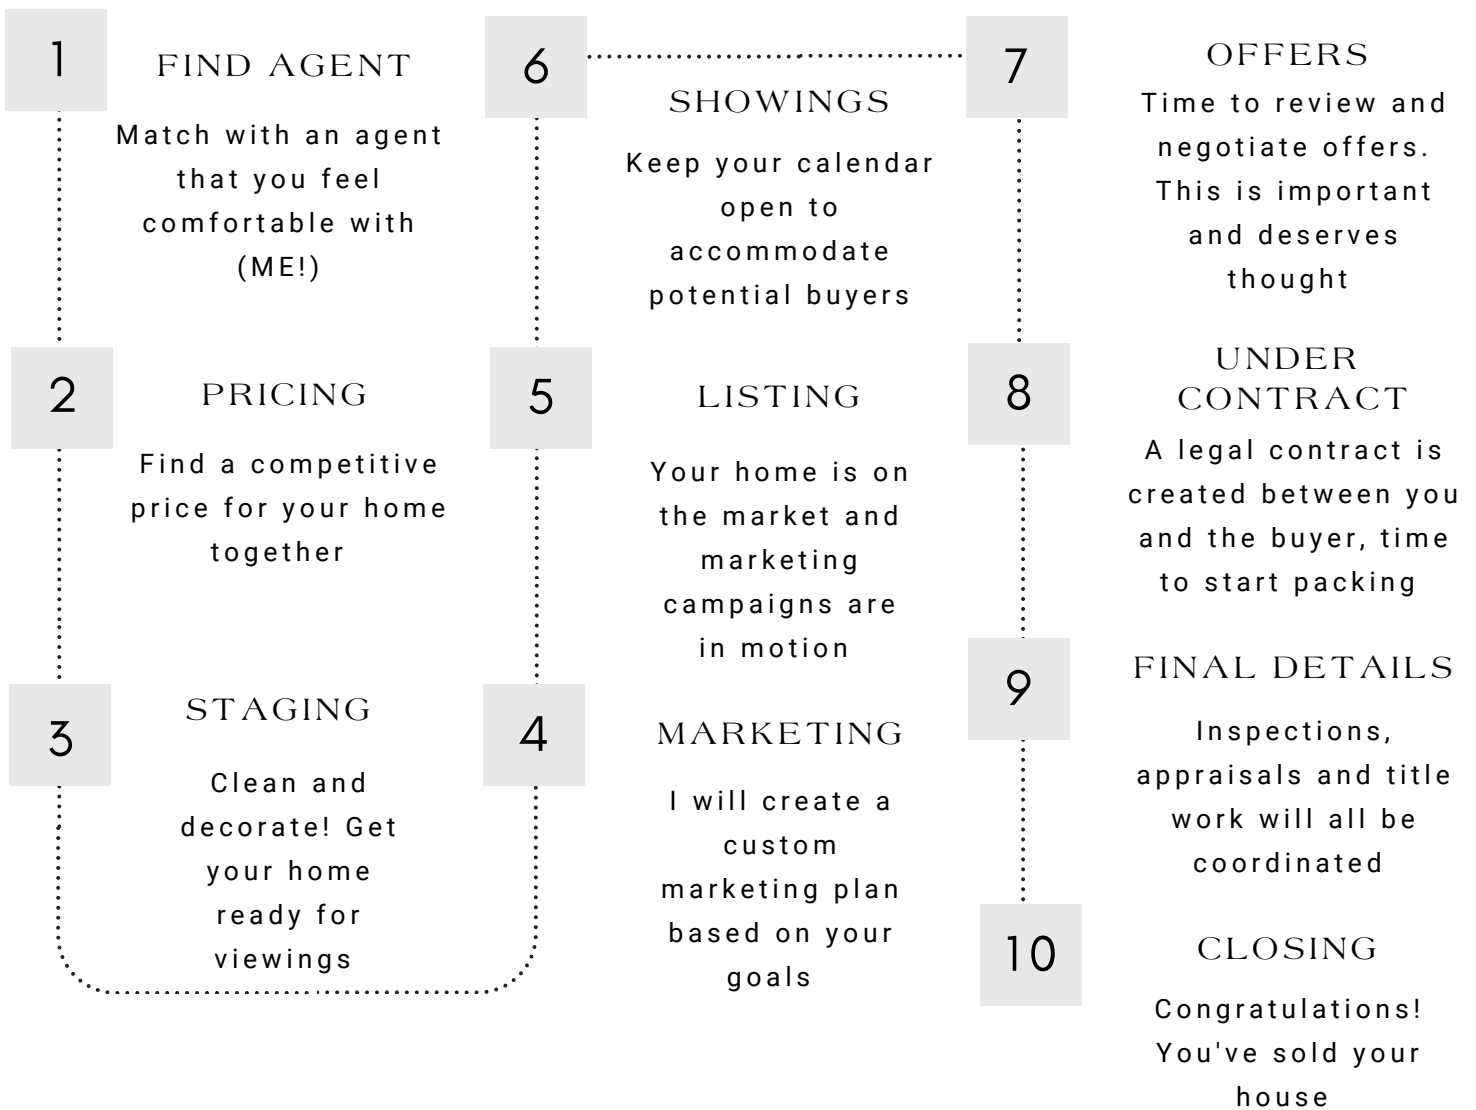 1
FIND AGENT
Match with an agent
that you feel
comfortable with
(ME!)
2
PRICING
Find a competitive
price for your home
together
3
STAGING
Clean and
decorate! Get
your home
ready for
viewings
4
MARKETING
I will create a
custom
marketing plan
based on your
goals
5
LISTING
Your home is on
the market and
marketing
campaigns are
in motion
6
SHOWINGS
Keep your calendar
open to
accommodate
potential buyers
7
OFFERS
Time to review and
negotiate offers.
This is important
and deserves
thought
8
UNDER
CONTRACT
A legal contract is
created between you
and the buyer, time
to start packing
9
FINAL DETAILS
Inspections,
appraisals and title
work will all be
coordinated
10
CLOSING
Congratulations!
You've sold your
house